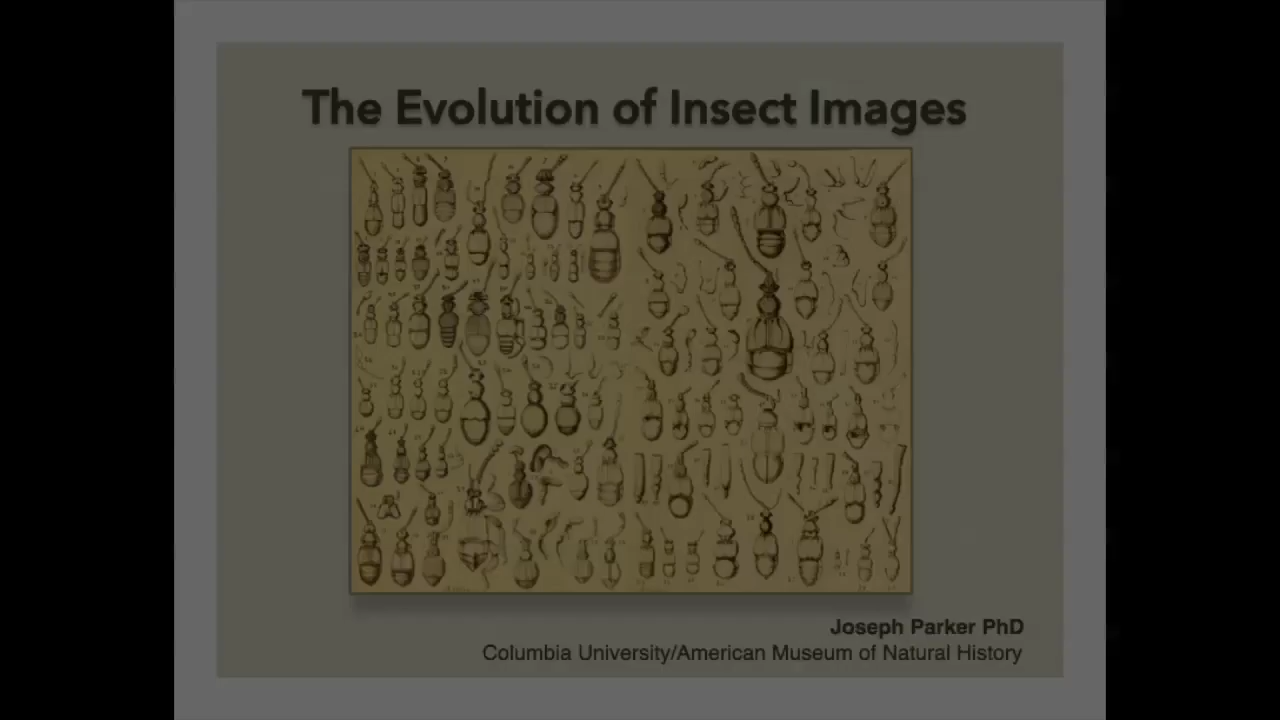 The Evolution of Insect Images
Joseph Parker PhD
Columbia University/American Museum of Natural History